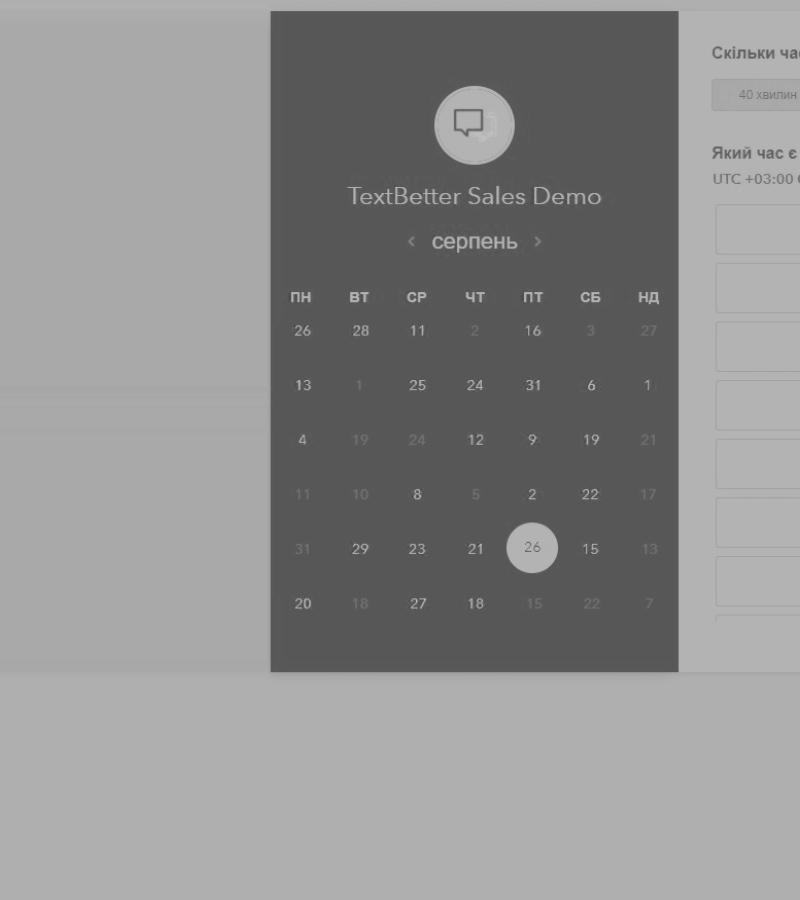 TextBetter Sales Demo
серпень
ПН ВТ СР ЧТ ПТ СБ НД
26 28 11 2 16 3 27
13 1 25 24 31 6 1
4 19 24 12 9 19 21
11 10 8 5 2 22 17
31 29 23 21 26 15 13
20 18 27 18 15 22 7
Скільки
40 хвилин
Який час є
UTC +03:00